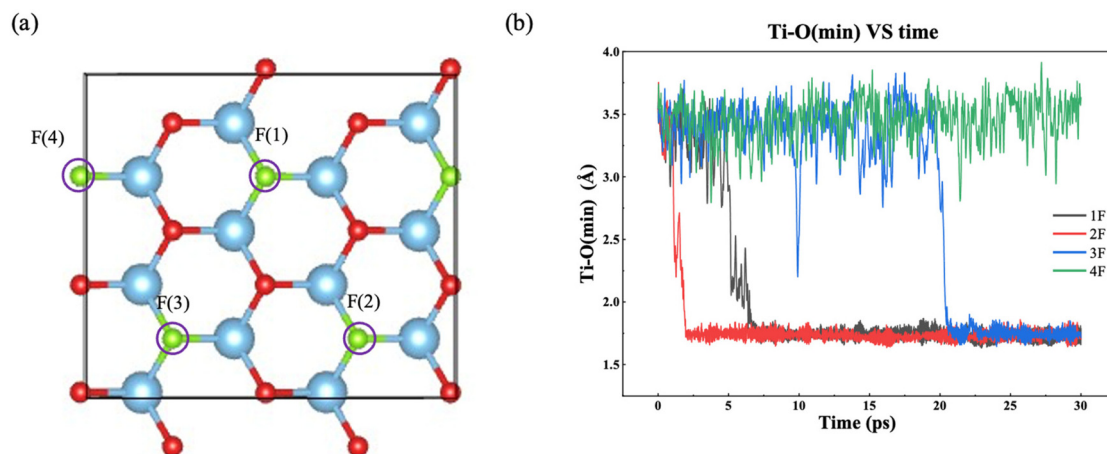 (a)
F(4)
F(1)
F(3)
F(2)
(b)
Ti-O(min) VS time
Ti-O(min) (Å)
4.0
3.5
3.0
2.5
2.0
1.5
1F
2F
3F
4F
0
5
10
15
20
25
30
Time (ps)